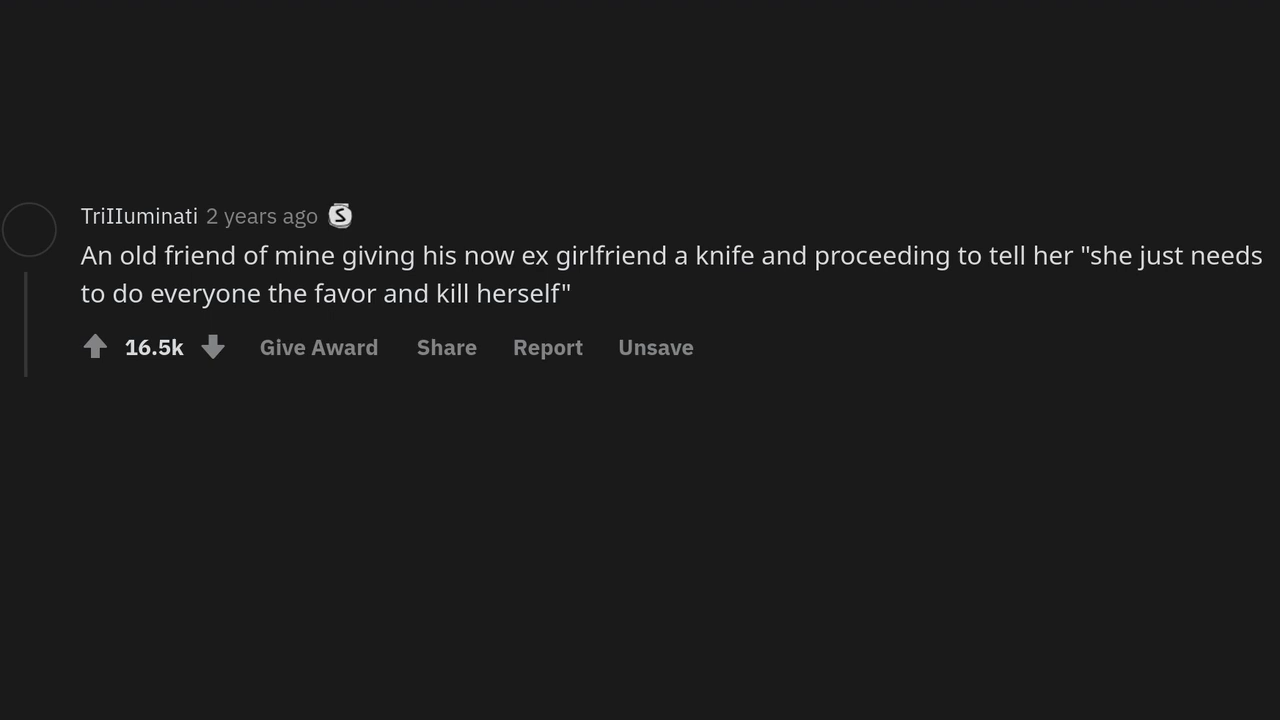 TriIIuminati 2 years ago S
An old friend of mine giving his now ex girlfriend a knife and proceeding to tell her "she just needs
to do everyone the favor and kill herself"
16.5k Give Award Share Report Unsave